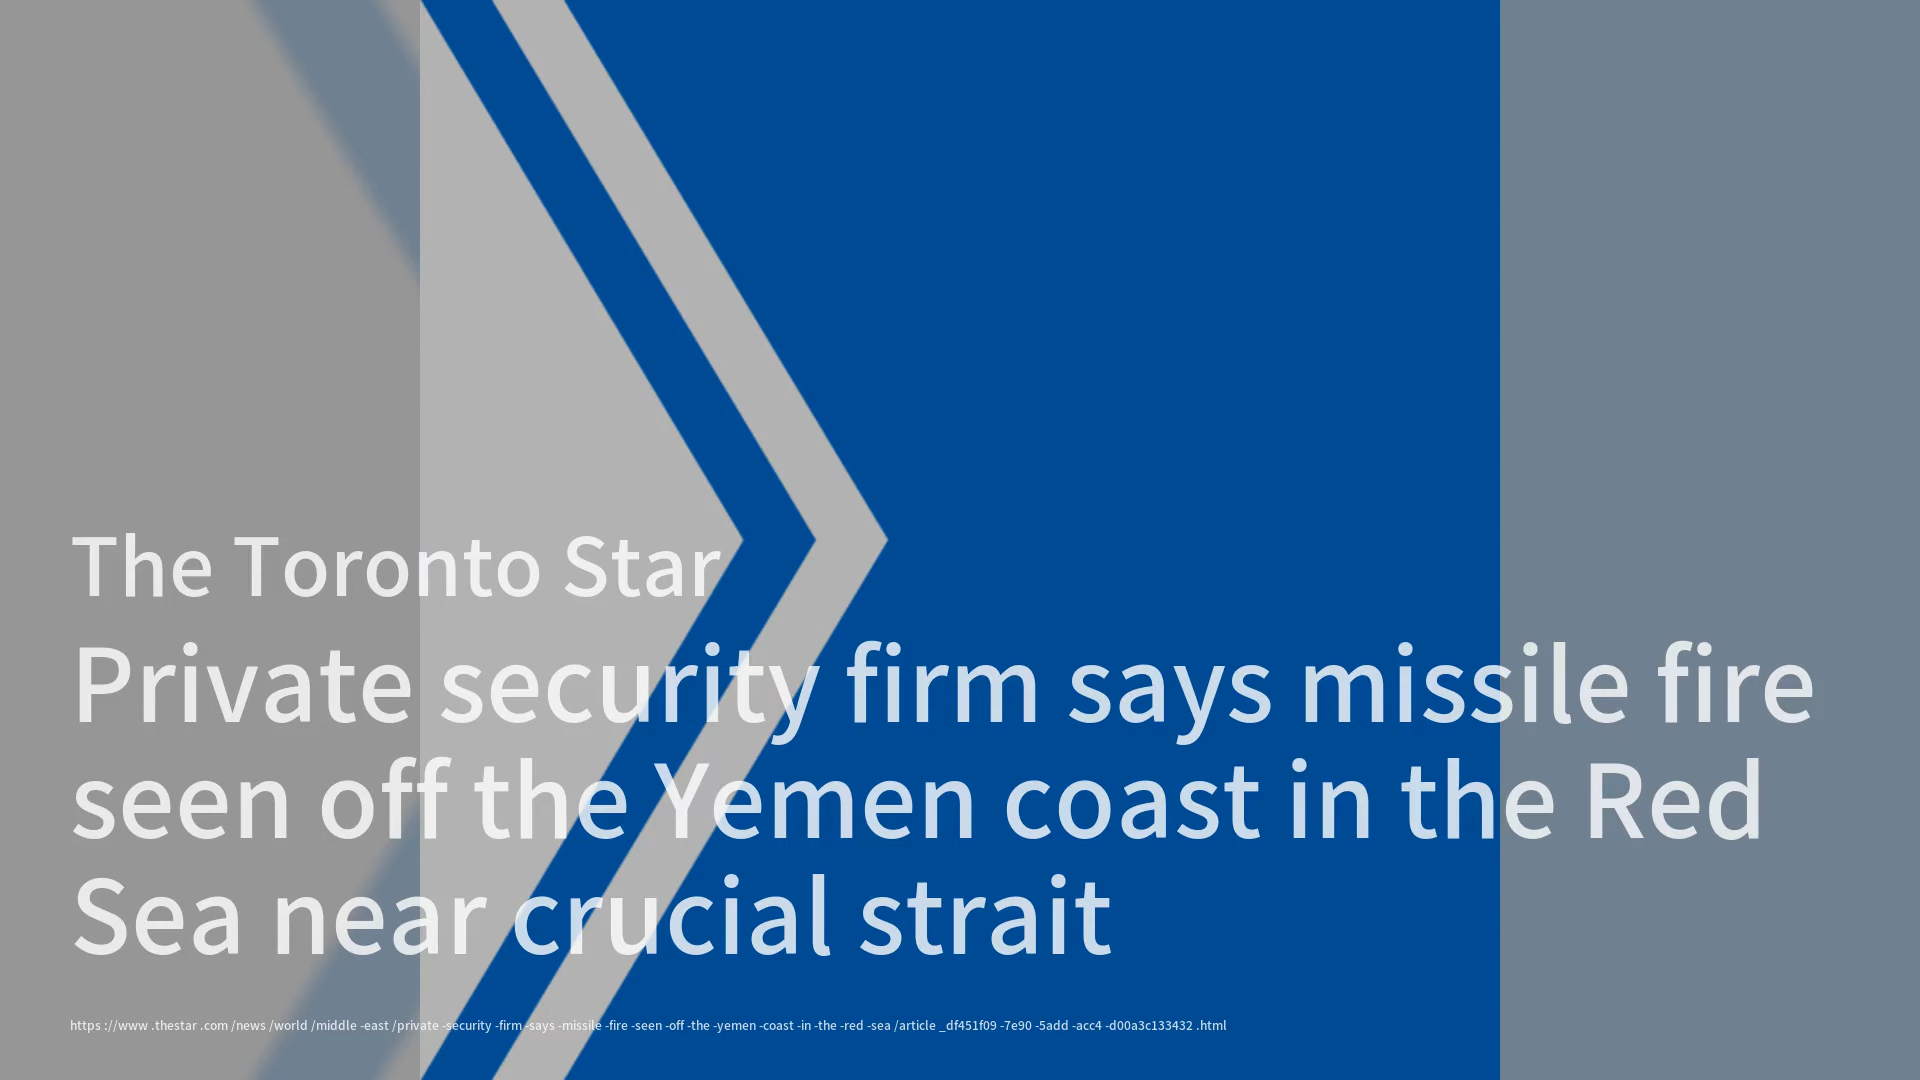 The Toronto Star
Private security firm says missile fire
seen off the Yemen coast in the Red
Sea near crucial strait
https ://www .thestar .com /news /world /middle -east /private -security -firm -says -missile -fire -seen -off -the -yemen -coast -in -the -red -sea /article _df451f09 -7e90 -5add -acc4 -d00a3c133432 .html